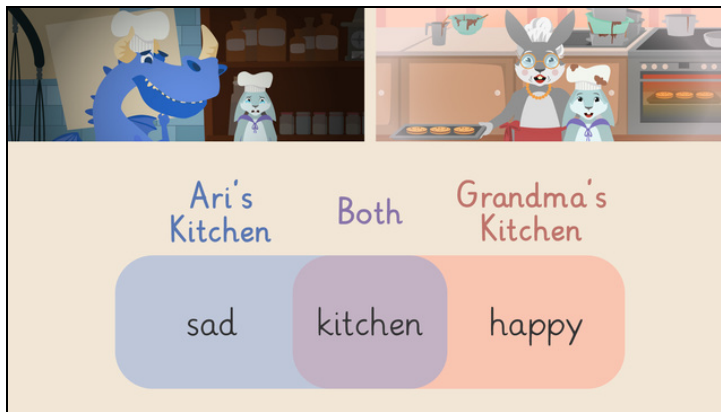 Ari's
Kitchen
Both
Grandma's
Kitchen
sad
kitchen
happy